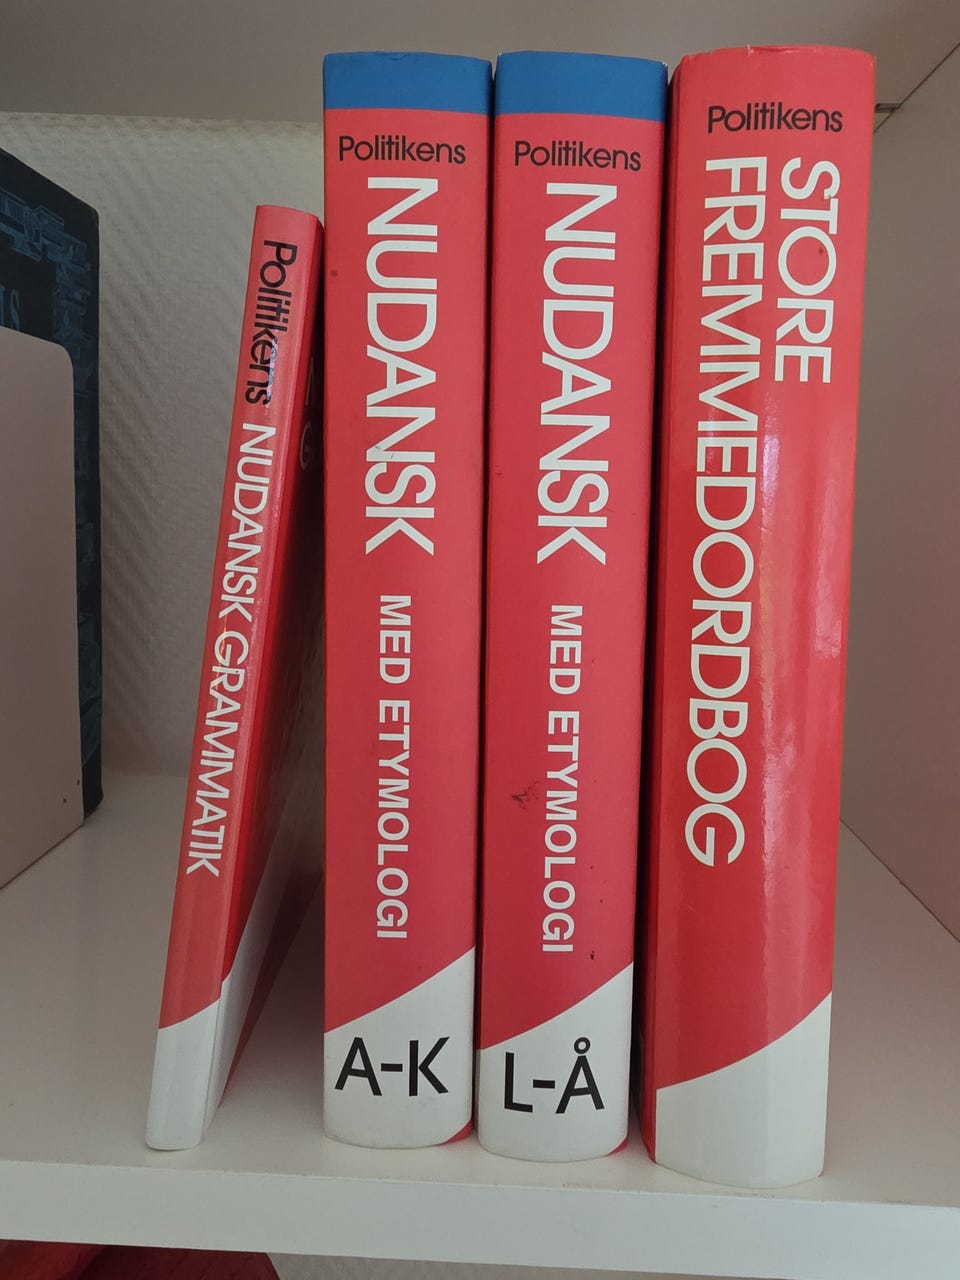 Politikens NUDANSK GRAMMATIK
Politikens
NUDANSK MED ETYMOLOGI
A-K
Politikens
NUDANSK MED ETYMOLOGI
L-Å
Politikens
STORE
FREMMEDORDBOG